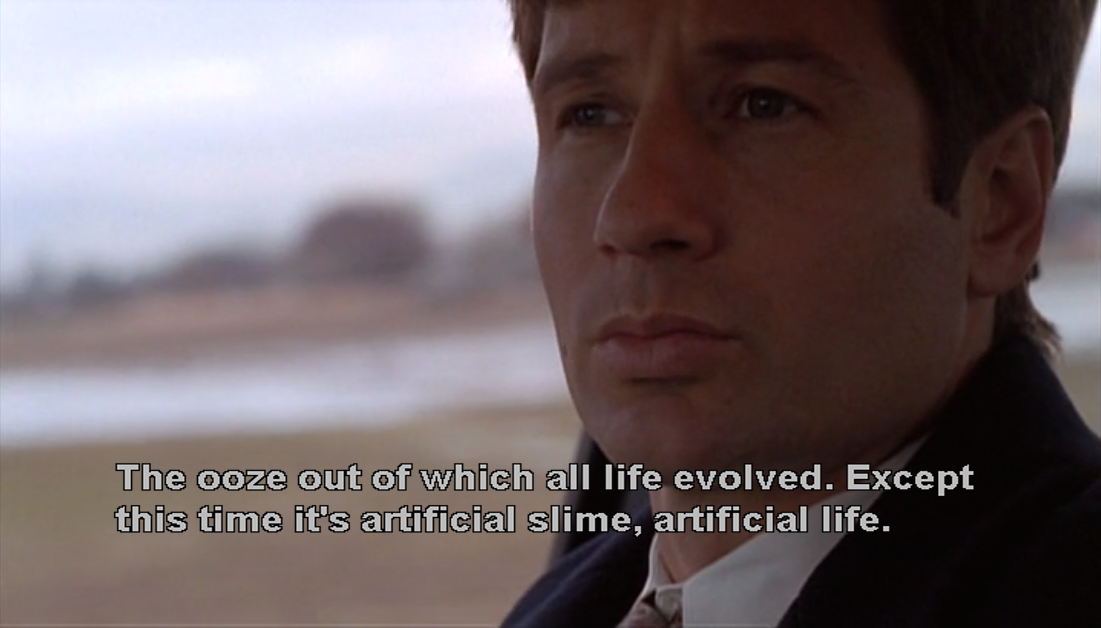 The ooze out of which all life evolved. Except
this time it's artificial slime, artificial life.